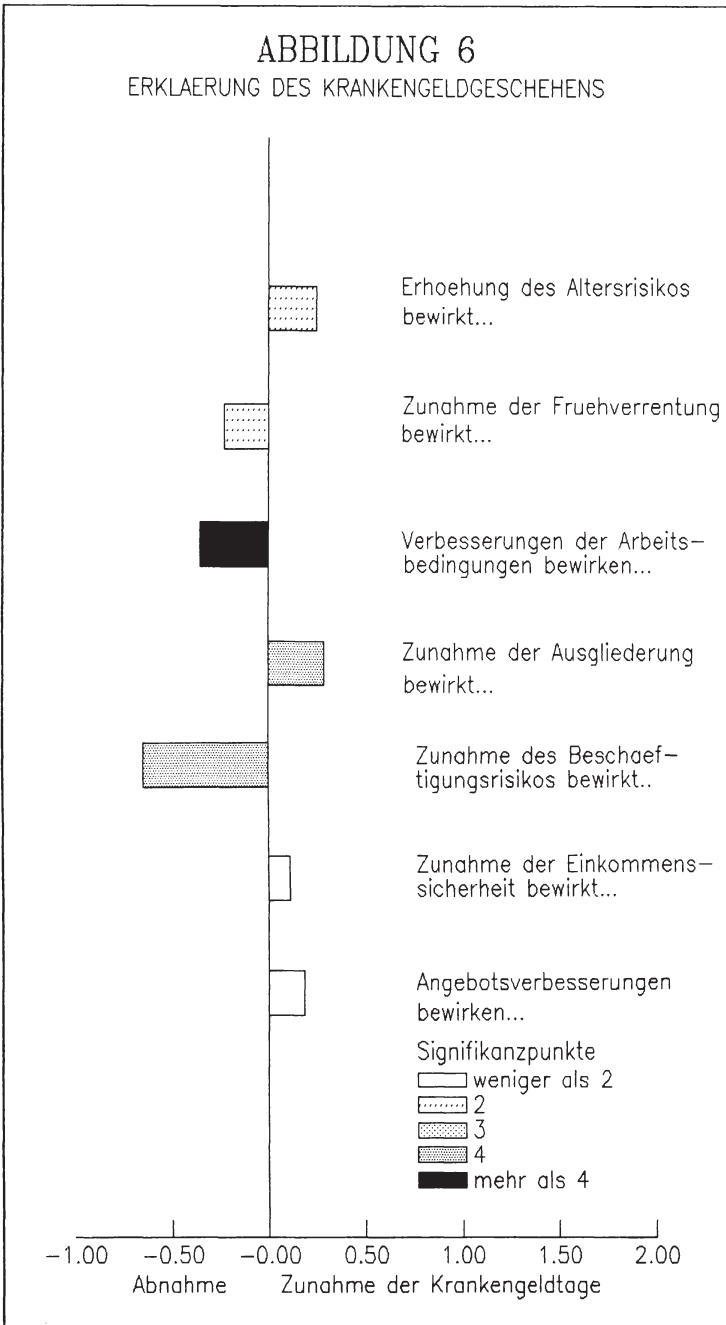 ABBILDUNG 6
ERKLAERUNG DES KRANKENGELDGESCHEHENS
Erhoehung des Altersrisikos
bewirkt...
Zunahme der Fruehverrentung
bewirkt...
Verbesserungen der Arbeits-
bedingungen bewirken...
Zunahme der Ausgliederung
bewirkt...
Zunahme des Beschaef-
tigungsrisikos bewirkt..
Zunahme der Einkommens-
sicherheit bewirkt...
Angebotsverbesserungen
bewirken...
Signifikanzpunkte
weniger als 2
2
3
4
mehr als 4
-1.00 -0.50 -0.00 0.50 1.00 1.50 2.00
Abnahme Zunahme der Krankengeldtage